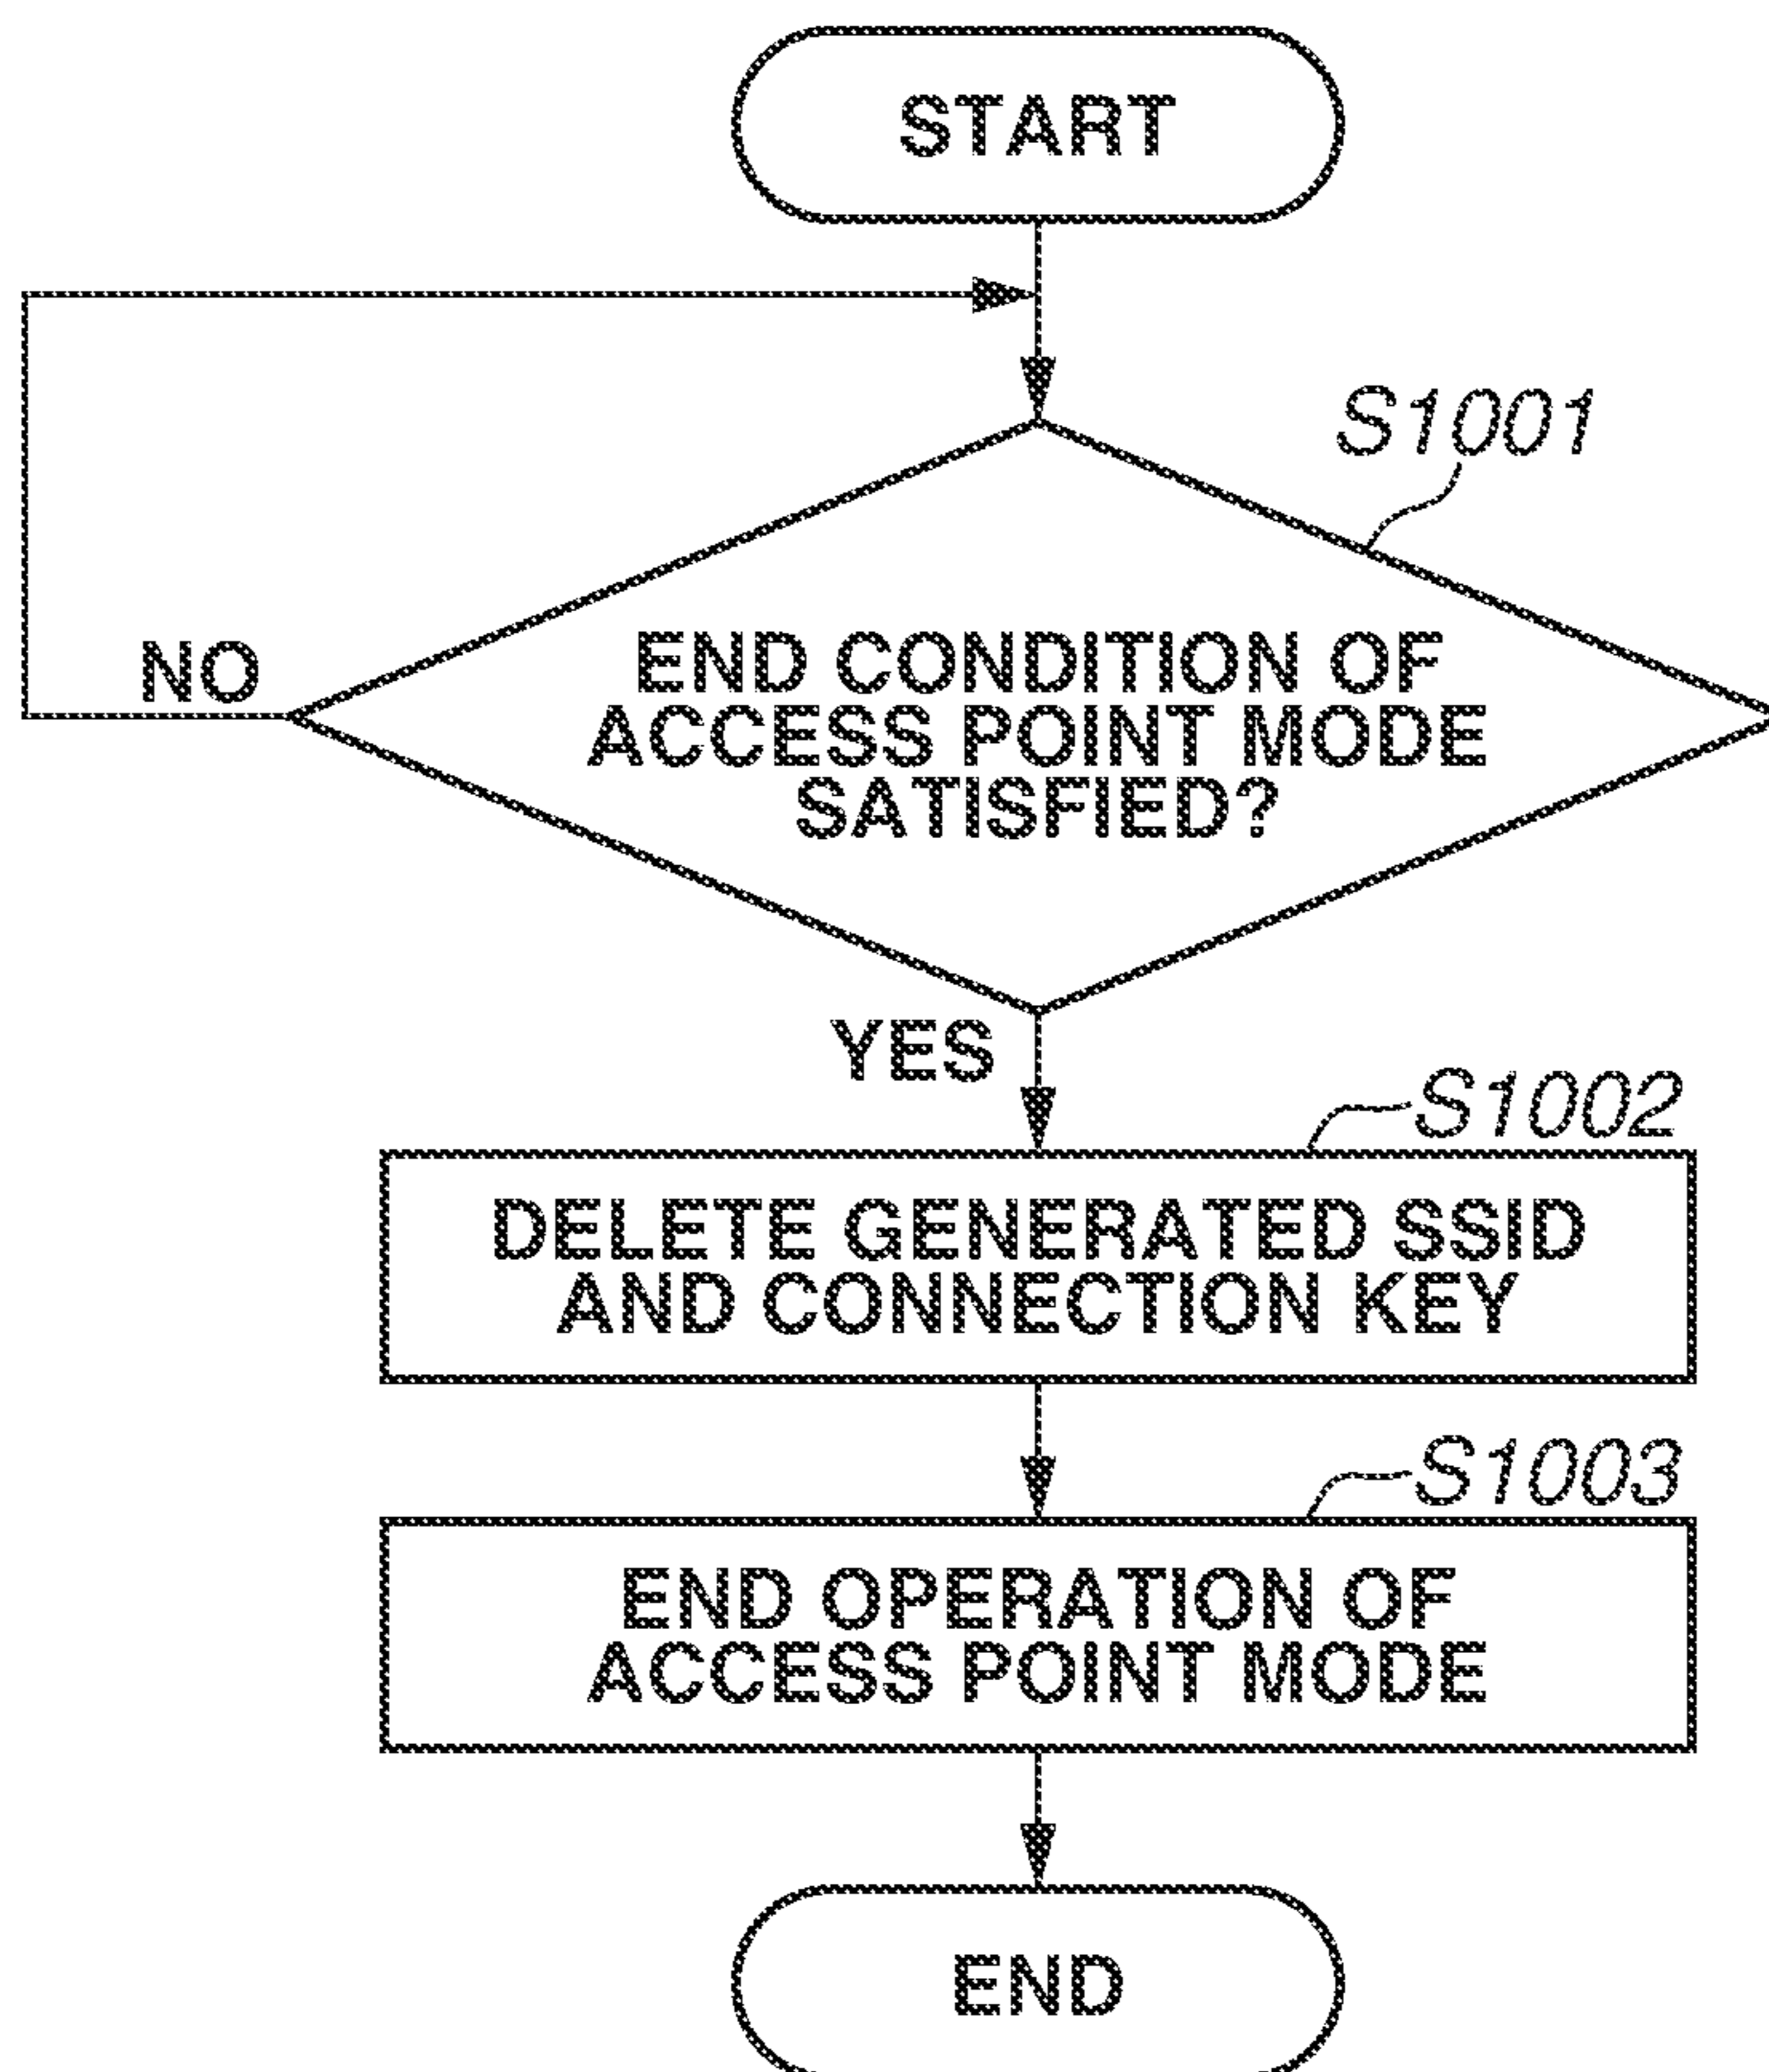 START
S1001
END CONDITION OF
ACCESS POINT MODE
SATISFIED?
NO
YES
S1002
DELETE GENERATED SSID
AND CONNECTION KEY
S1003
END OPERATION OF
ACCESS POINT MODE
END